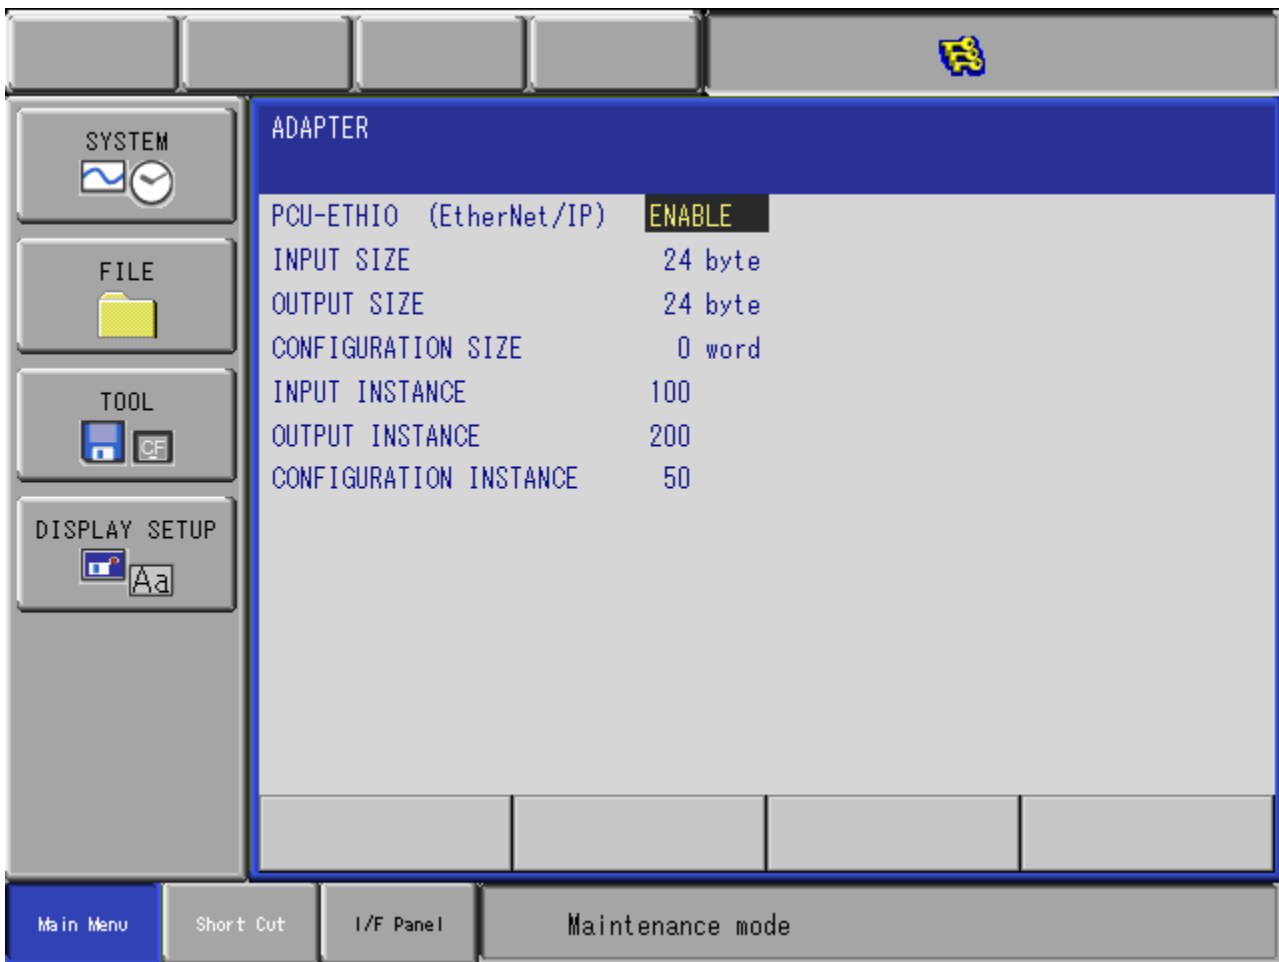 SYSTEM
FILE
TOOL
CF
DISPLAY SETUP
Aa
ADAPTER
PCU-ETHIO (EtherNet/IP) ENABLE
INPUT SIZE 24 byte
OUTPUT SIZE 24 byte
CONFIGURATION SIZE 0 word
INPUT INSTANCE 100
OUTPUT INSTANCE 200
CONFIGURATION INSTANCE 50
Main Menu Short Cut I/F Panel Maintenance mode